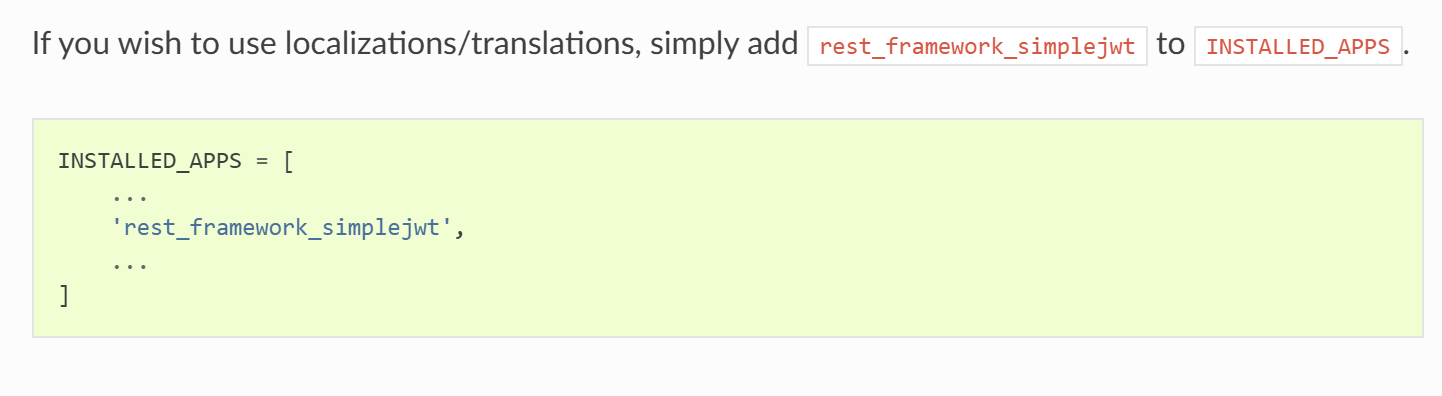 If you wish to use localizations/translations, simply add rest_framework_simplejwt to INSTALLED_APPS.
INSTALLED_APPS = [
    ...
    'rest_framework_simplejwt',
    ...
]